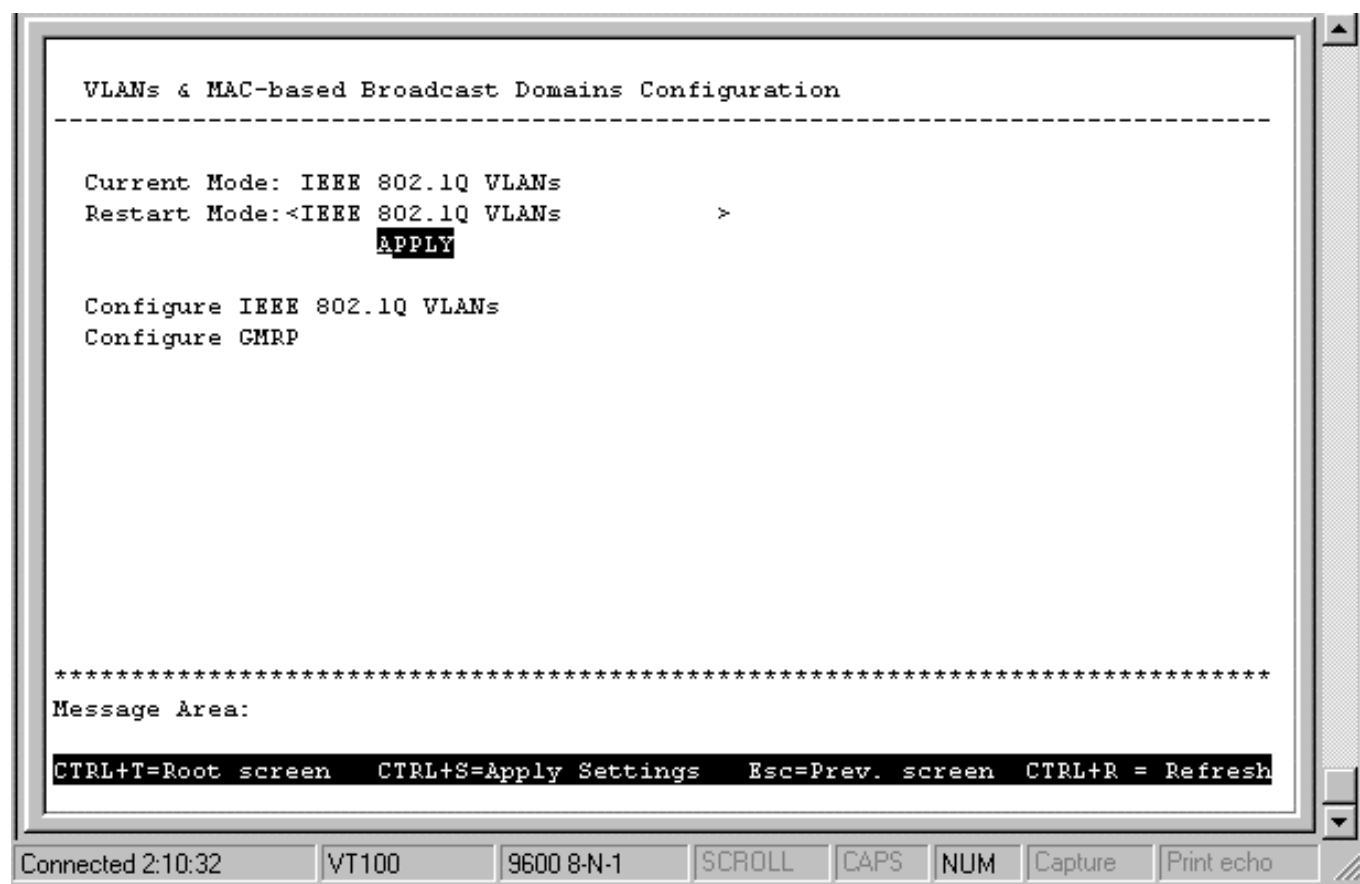 VLANs & MAC-based Broadcast Domains Configuration
-------------------------------------------------------------------------------
Current Mode: IEEE 802.1Q VLANs
Restart Mode:<IEEE 802.1Q VLANs >
APPLY
Configure IEEE 802.1Q VLANs
Configure GMRP
*******************************************************************************
Message Area:
CTRL+T=Root screen CTRL+S=Apply Settings Esc=Prev. screen CTRL+R = Refresh
Connected 2:10:32 VT100 9600 8-N-1 SCROLL CAPS NUM Capture Print echo